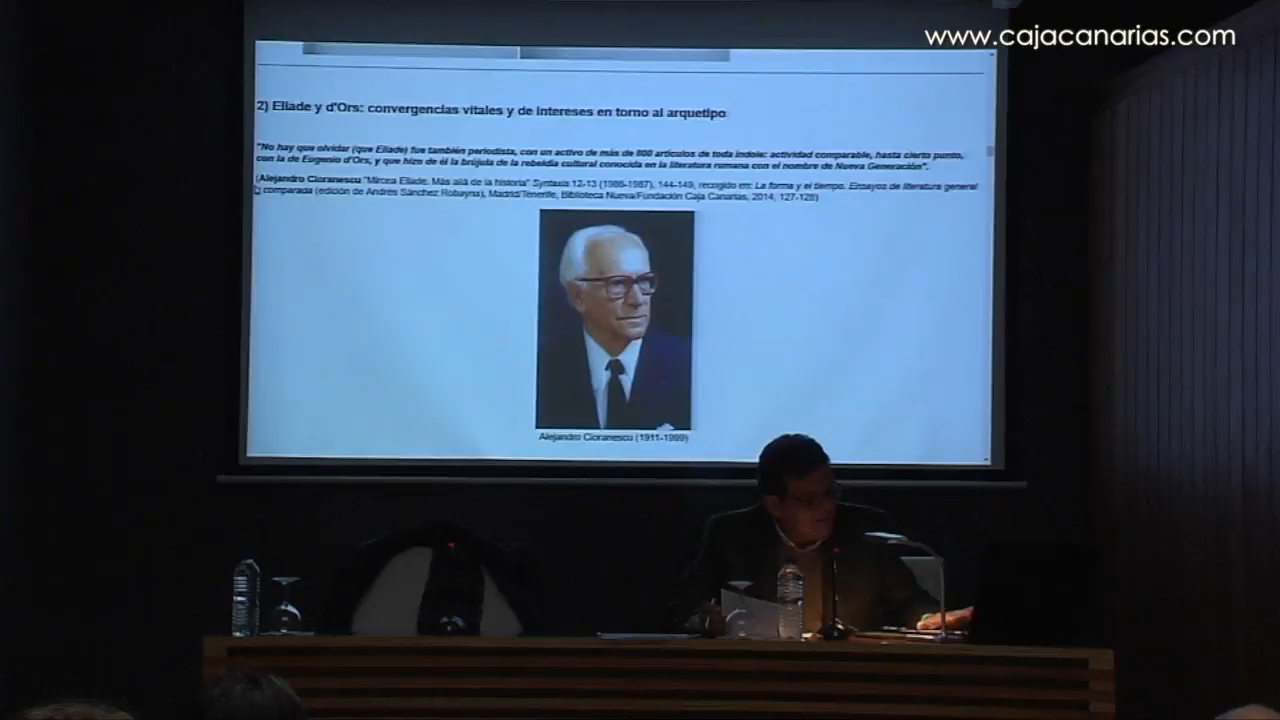 www.cajacanarias.com
2) Eliade y d'Ors: convergencias vitales y de intereses en torno al arquetipo
"No hay que olvidar (que Eliade) fue también periodista, con un activo de más de 800 artículos de toda índole: actividad comparable, hasta cierto punto,
con la de Eugenio d'Ors, y que hizo de él la brújula de la rebeldía cultural conocida en la literatura rumana con el nombre de Nueva Generación".
(Alejandro Cioranescu "Mircea Eliade: Más allá de la historia" Syntaxis 12-13 (1986-1987), 144-149, recogido en: La forma y el tiempo. Ensayos de literatura general
comparada (edición de Andrés Sánchez Robayna), Madrid/Tenerife, Biblioteca Nueva/Fundación Caja Canarias, 2014, 127-128)
Alejandro Cioranescu (1911-1999)